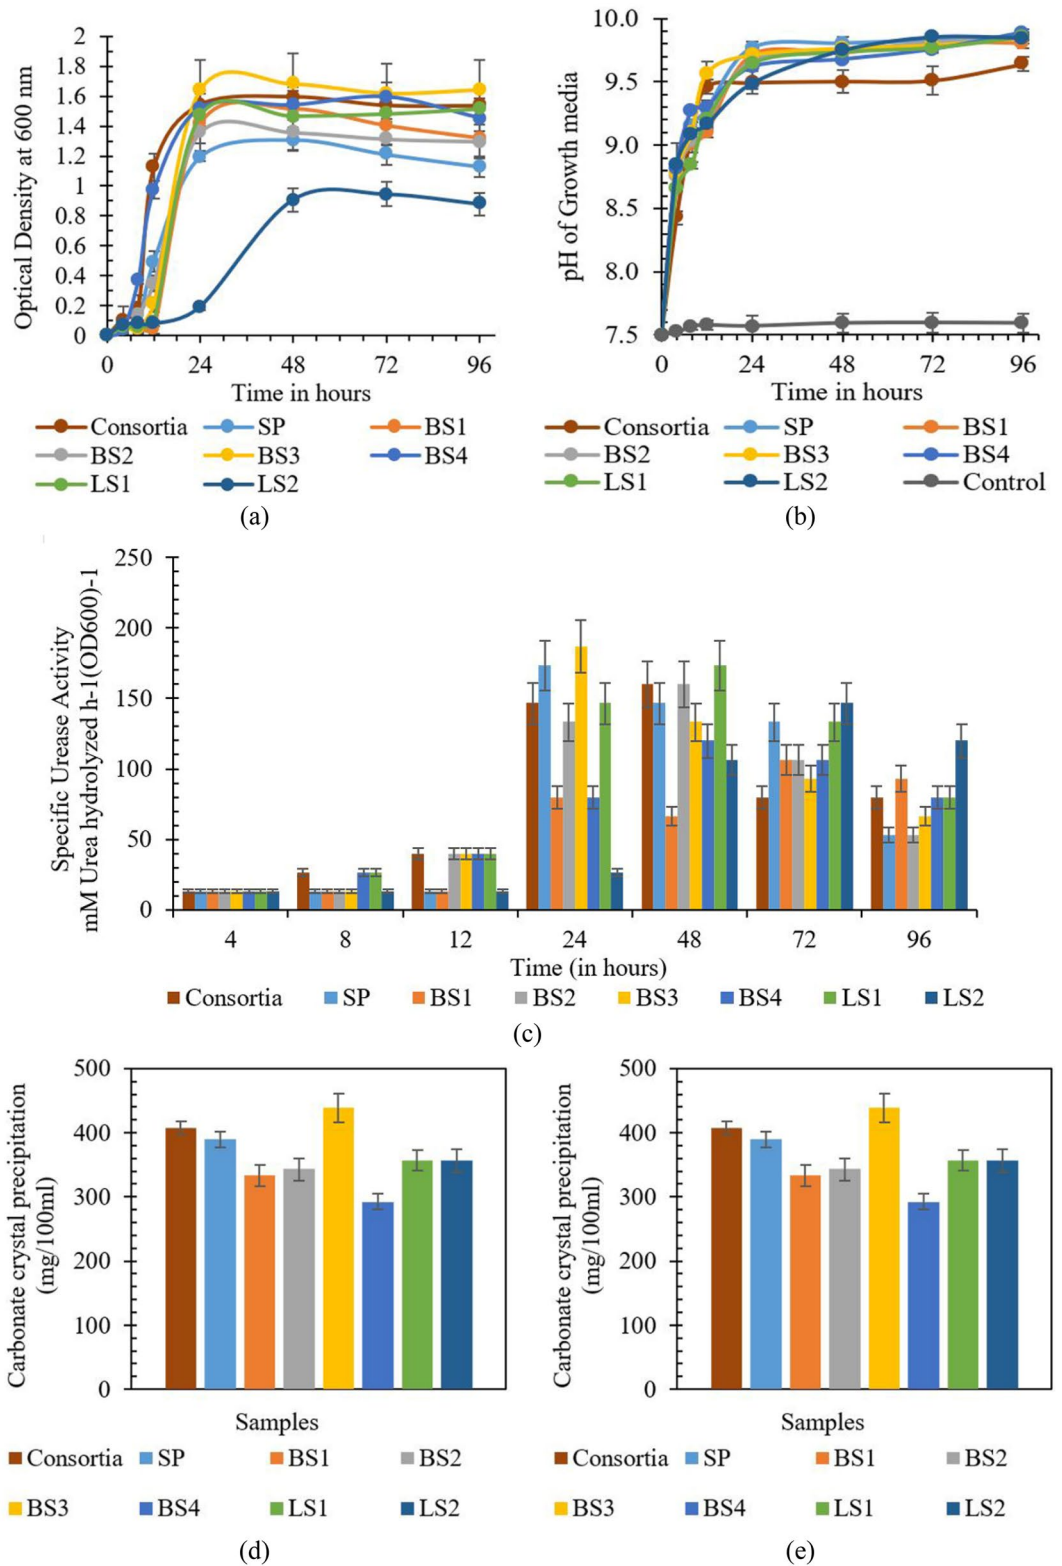 Optical Density at 600 nm
2
1.8
1.6
1.4
1.2
1
0.8
0.6
0.4
0.2
0
0 24 48 72 96
Time in hours
Consortia SP BS1
BS2 BS3 BS4
LS1 LS2
(a)
pH of Growth media
10.0
9.5
9.0
8.5
8.0
7.5
0 24 48 72 96
Time in hours
Consortia SP BS1
BS2 BS3 BS4
LS1 LS2 Control
(b)
Specific Urease Activity
mM Urea hydrolyzed h-1(OD600)-1
250
200
150
100
50
0
4 8 12 24 48 72 96
Time (in hours)
Consortia SP BS1 BS2 BS3 BS4 LS1 LS2
(c)
Carbonate crystal precipitation
(mg/100ml)
500
400
300
200
100
0
Samples
Consortia SP BS1 BS2
BS3 BS4 LS1 LS2
(d)
Carbonate crystal precipitation
(mg/100ml)
500
400
300
200
100
0
Samples
Consortia SP BS1 BS2
BS3 BS4 LS1 LS2
(e)